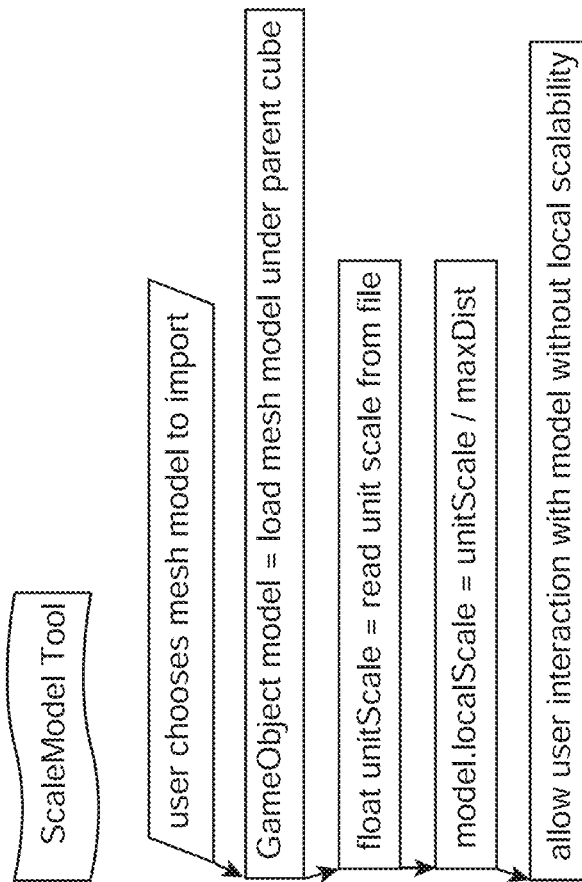 ScaleModel Tool
user chooses mesh model to import
GameObject model = load mesh model under parent cube
float unitScale = read unit scale from file
model.localScale = unitScale / maxDist
allow user interaction with model without local scalability